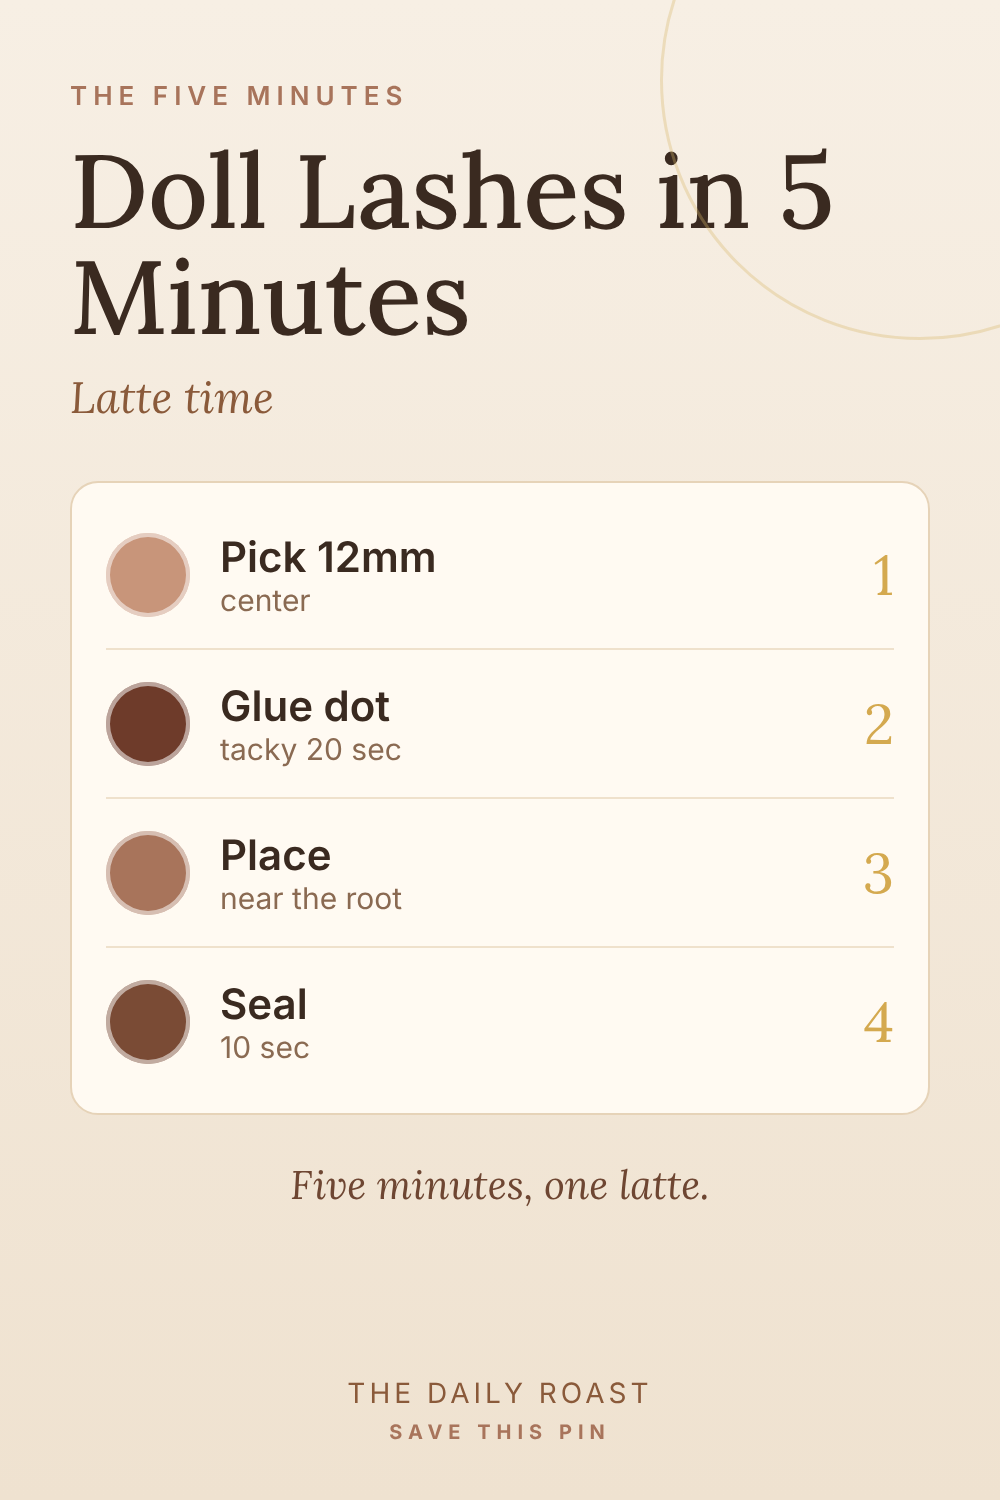 THE FIVE MINUTES
Doll Lashes in 5
Minutes
Latte time
Pick 12mm
center
1
Glue dot
tacky 20 sec
2
Place
near the root
3
Seal
10 sec
4
Five minutes, one latte.
THE DAILY ROAST
SAVE THIS PIN